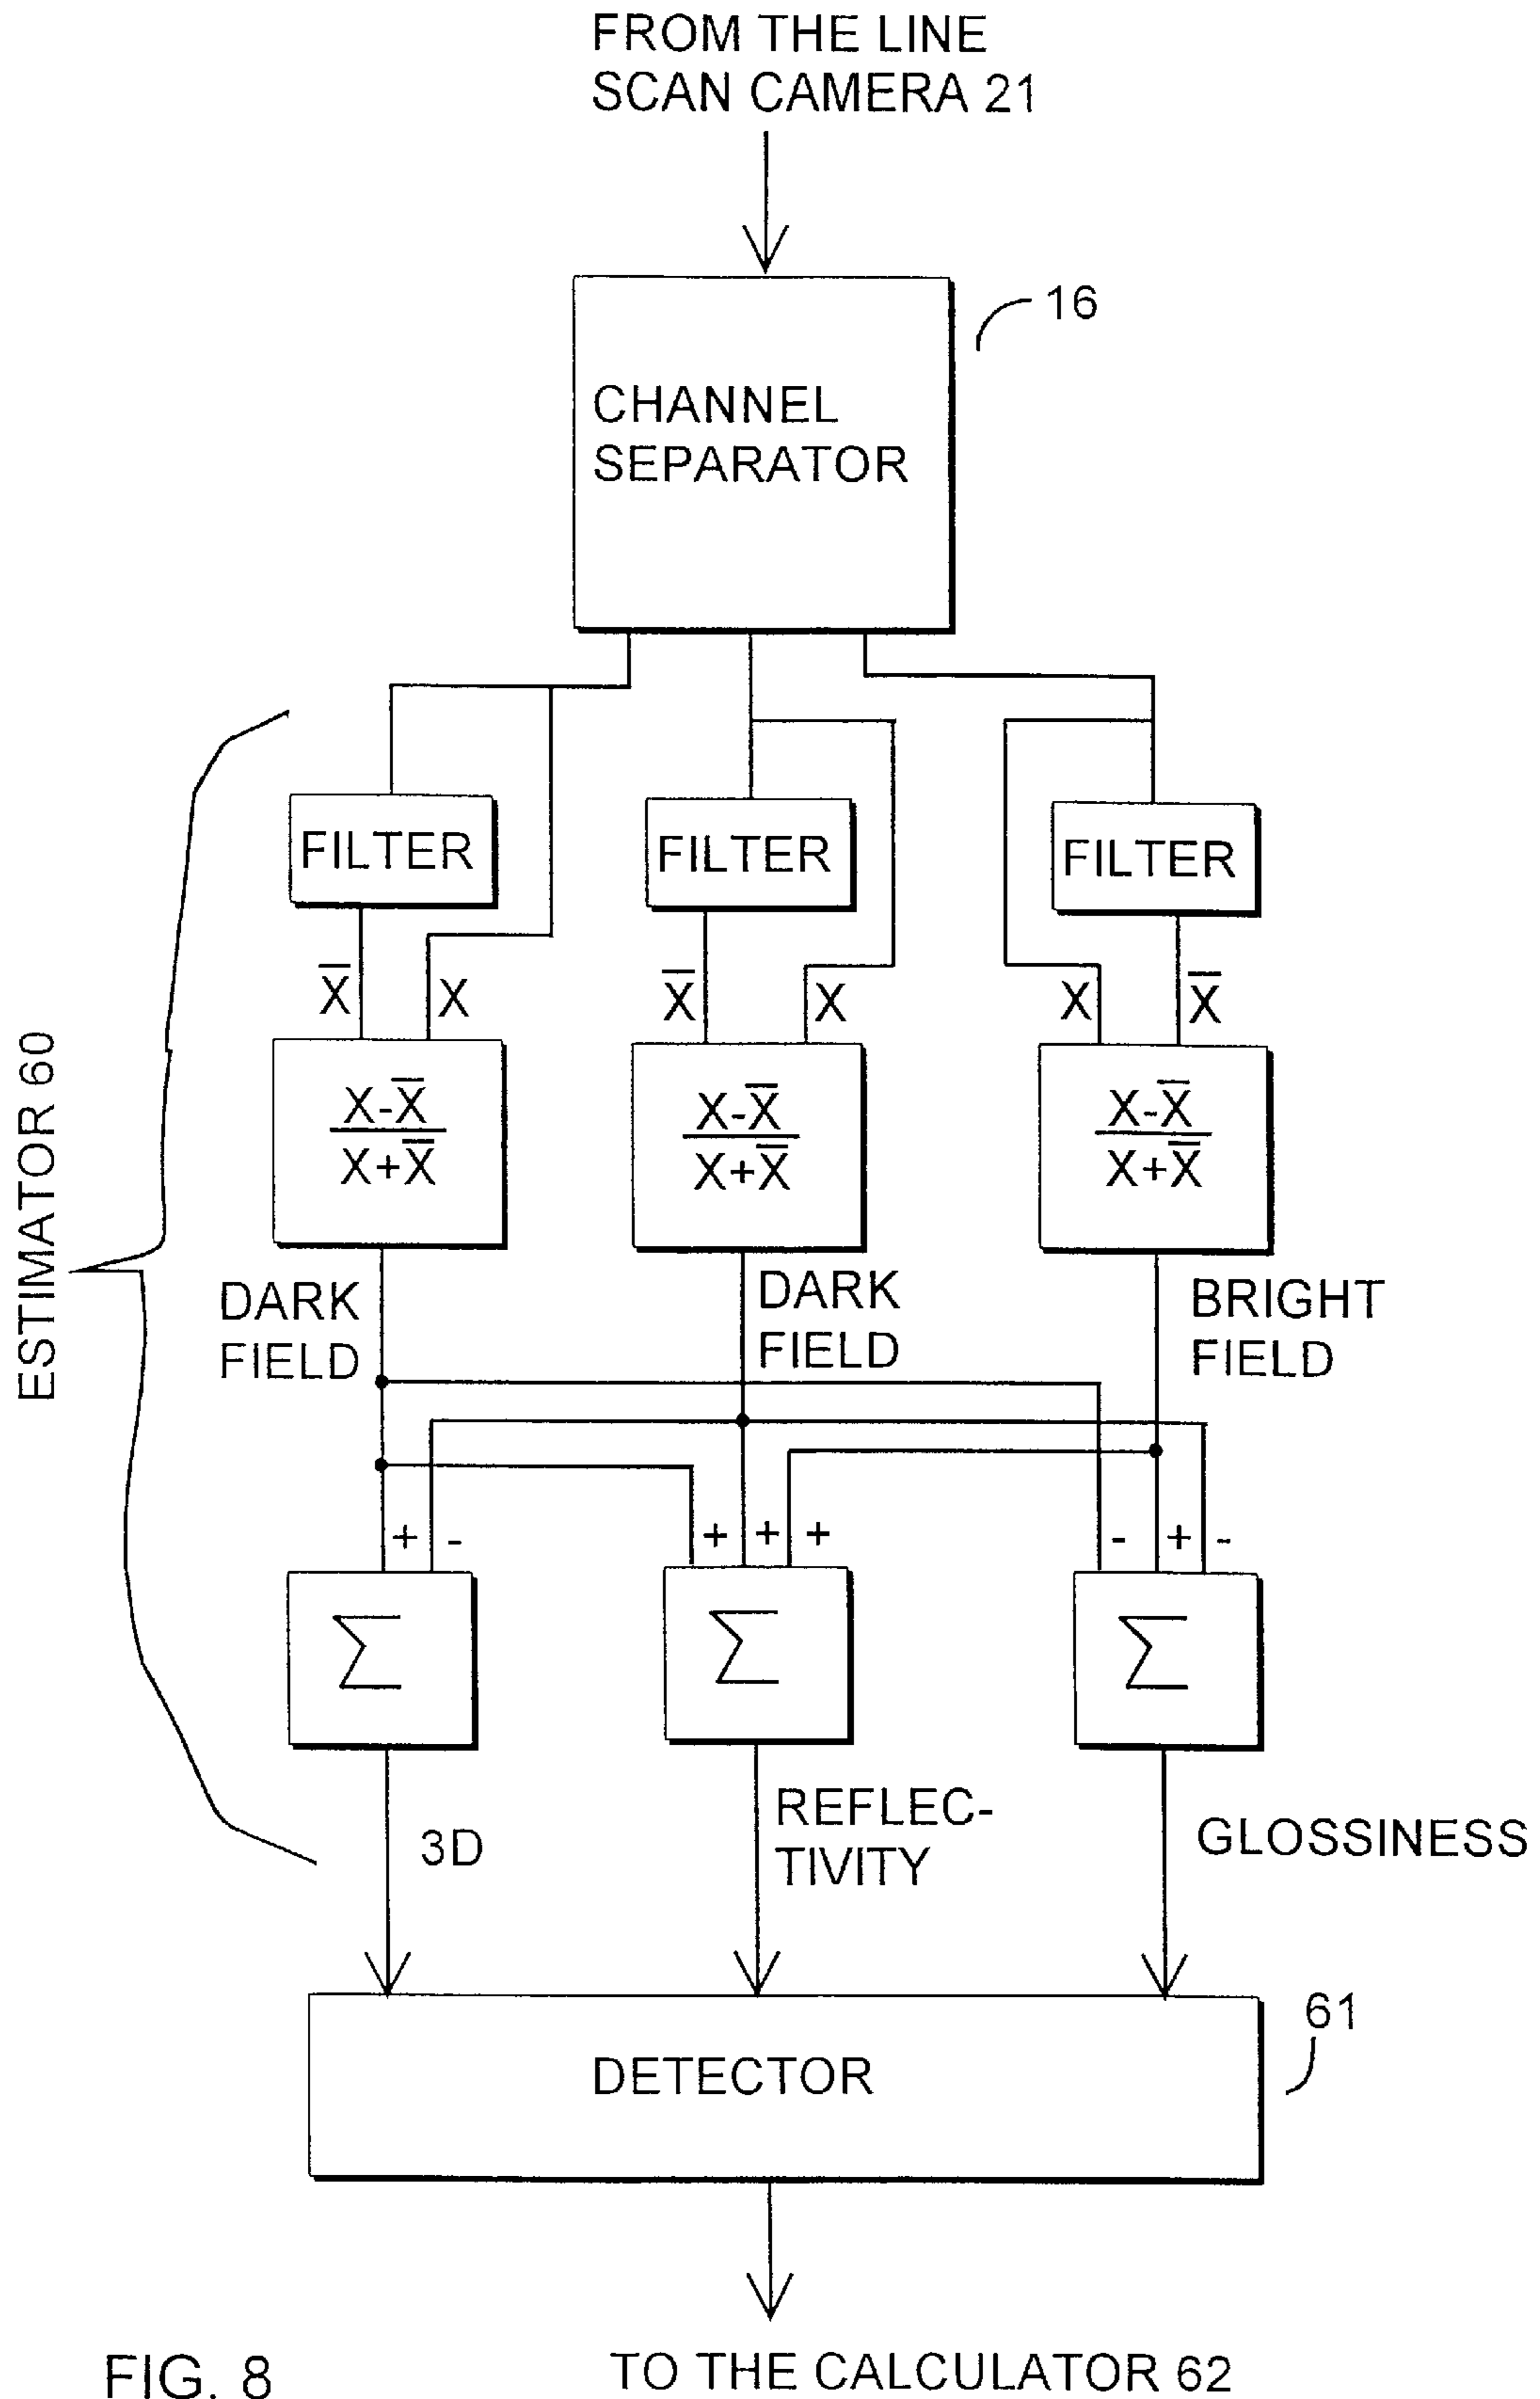 FROM THE LINE
SCAN CAMERA 21
16
CHANNEL
SEPARATOR
FILTER
FILTER
FILTER
X̅
X
X̅
X
X
X̅
X-X̅
X+X̅
X-X̅
X+X̅
X-X̅
X+X̅
ESTIMATOR 60
DARK
FIELD
DARK
FIELD
BRIGHT
FIELD
+ -
+ + +
- + -
Σ
Σ
Σ
3D
REFLEC-
TIVITY
GLOSSINESS
61
DETECTOR
FIG. 8
TO THE CALCULATOR 62